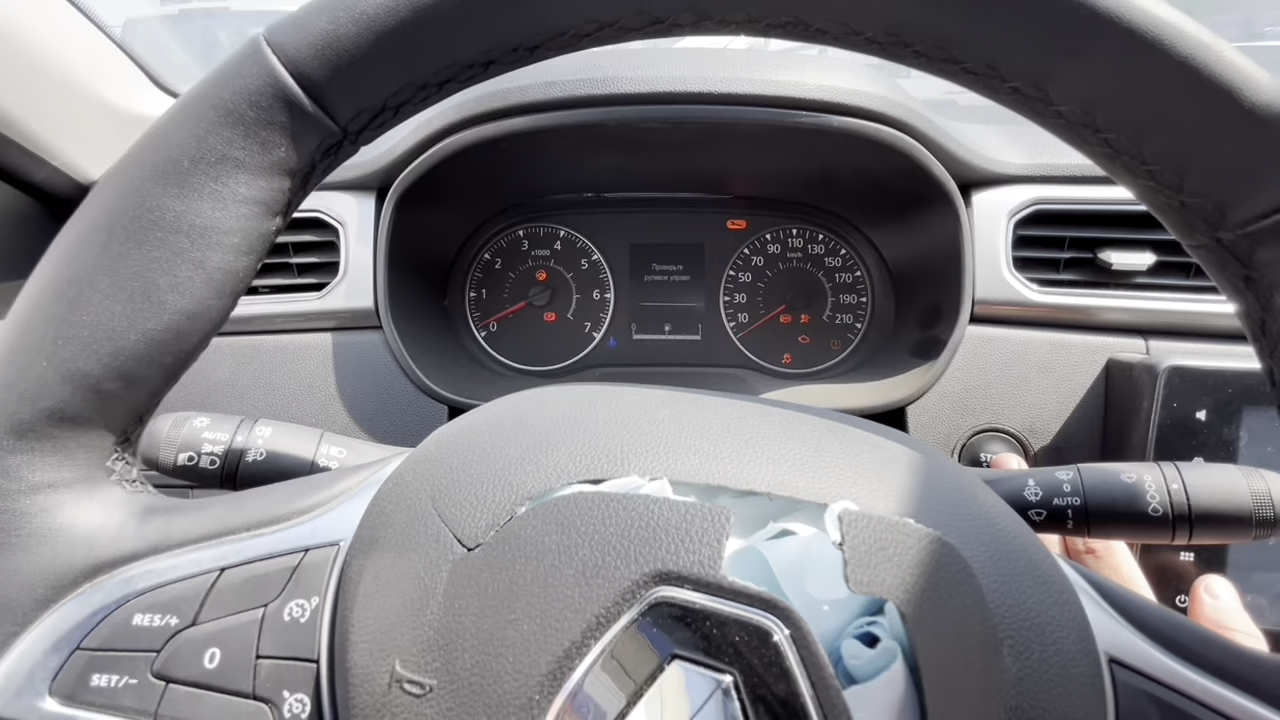 3 4
2 x1000 5
1 6
0 7
Проверьте
рулевое управл
90 110 130
70 km/h 150
50 170
30 190
10 210
AUTO
AUTO
0
1
2
RES/+
0
SET/-